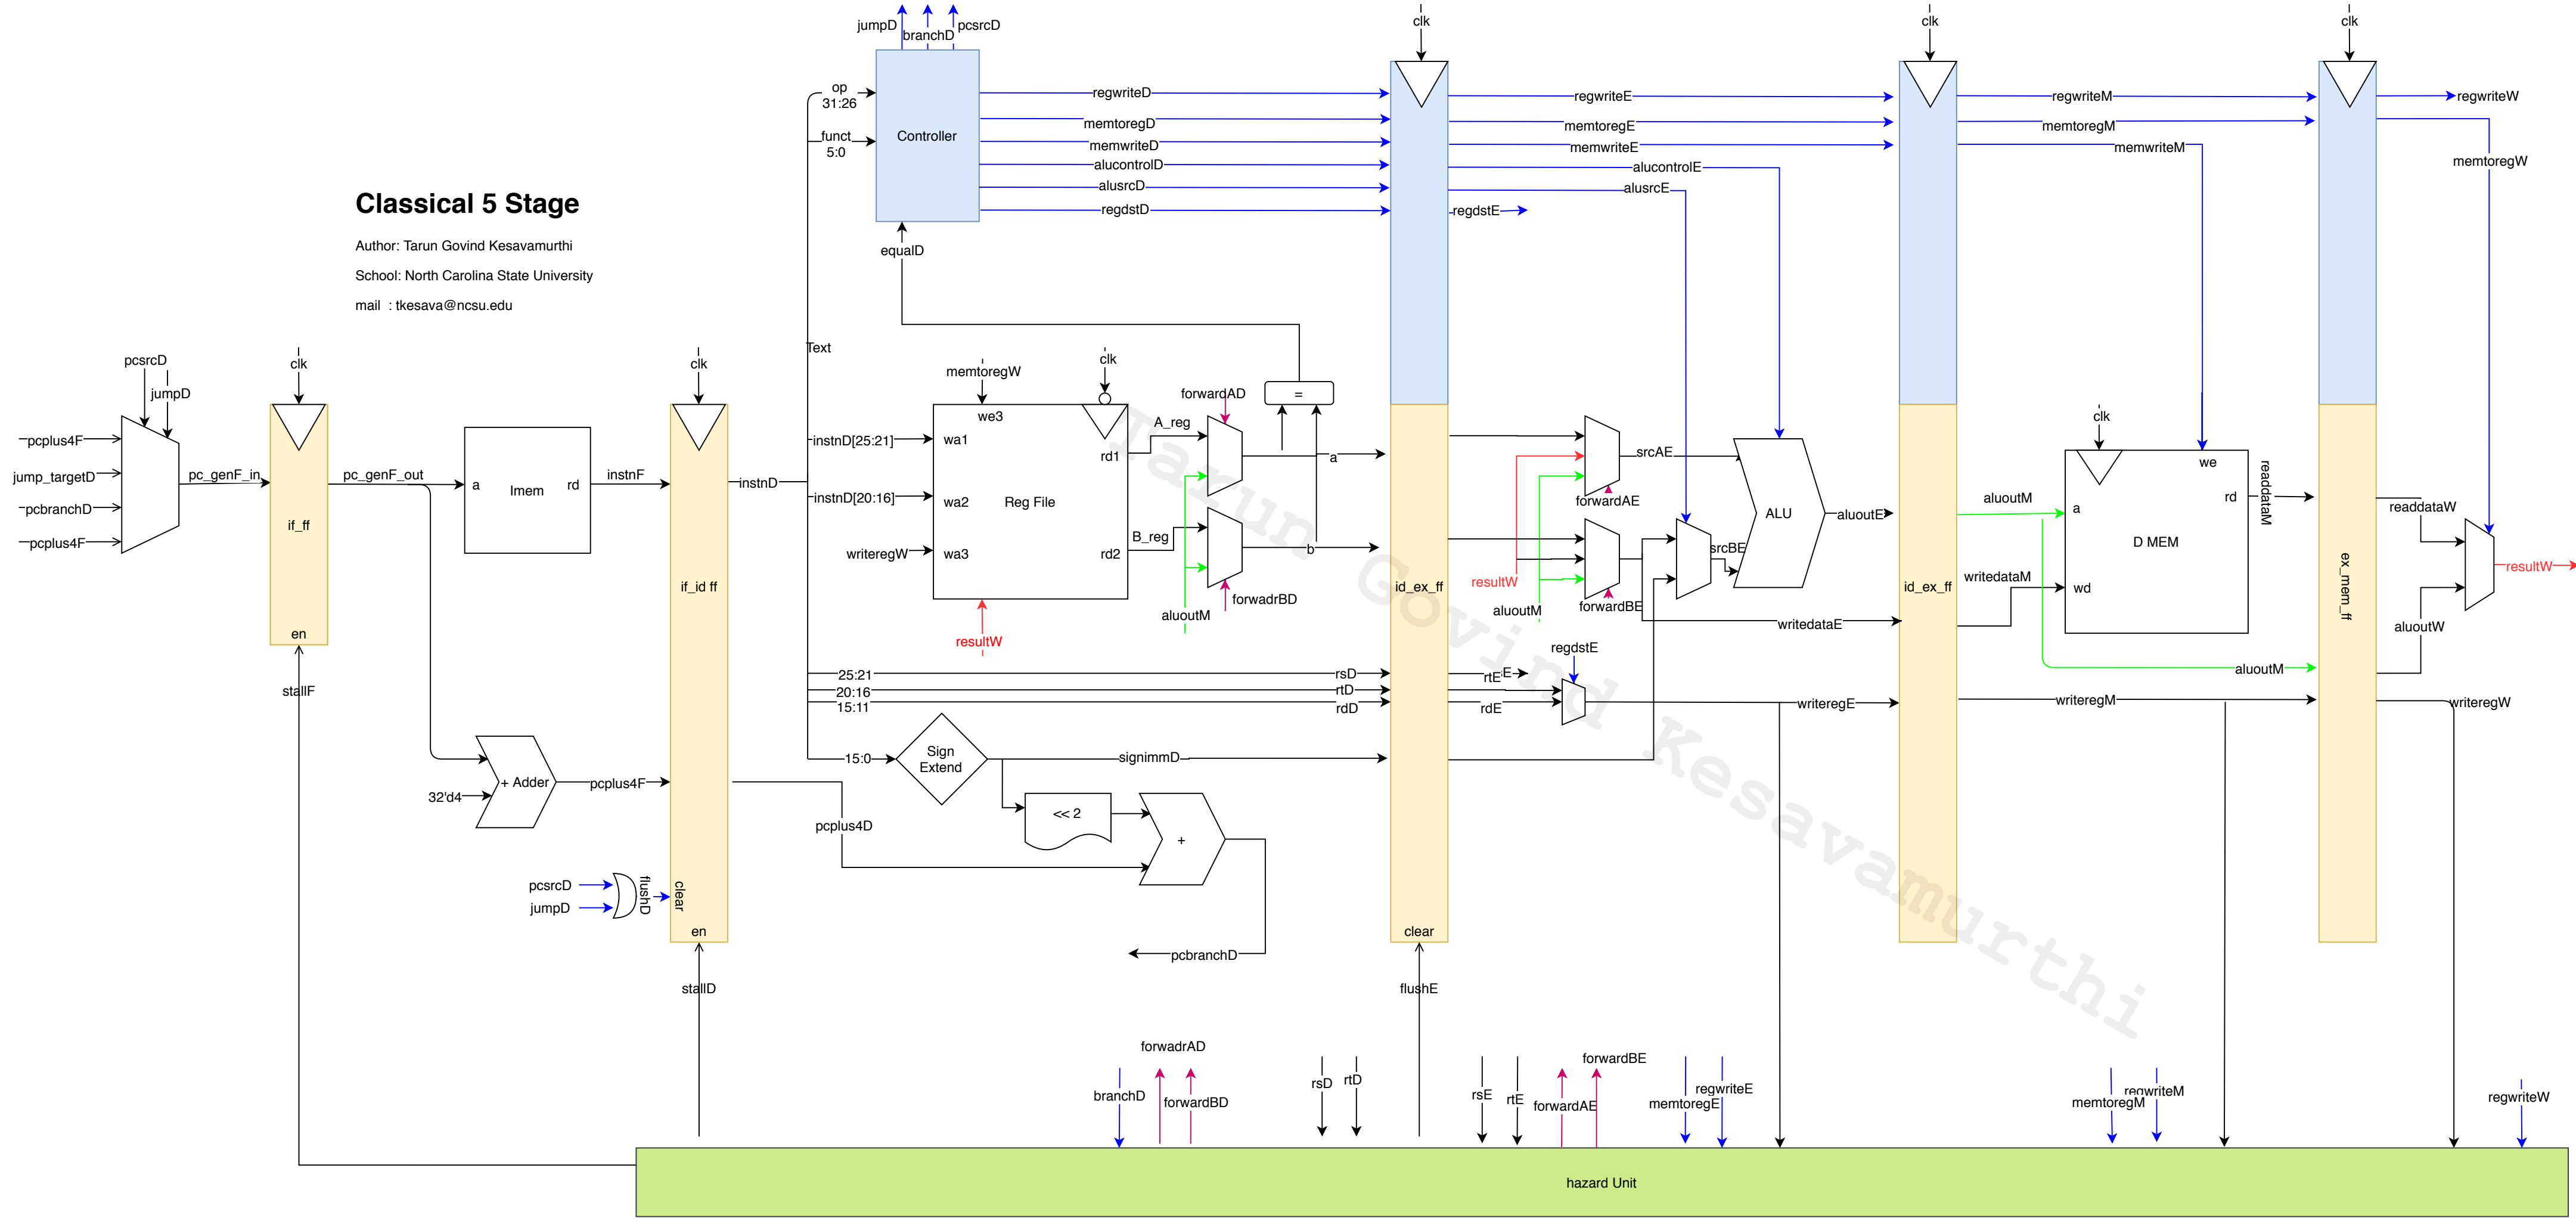 jumpD
branchD
pcsrcD
clk
clk
clk
op
31:26
funct
5:0
Controller
regwriteD
memtoregD
memwriteD
alucontrolD
alusrcD
regdstD
regwriteE
memtoregE
memwriteE
alucontrolE
alusrcE
regdstE
regwriteM
memtoregM
memwriteM
regwriteW
memtoregW
Classical 5 Stage
Author: Tarun Govind Kesavamurthi
School: North Carolina State University
mail : tkesava@ncsu.edu
equalD
Text
pcsrcD
jumpD
clk
clk
pcplus4F
jump_targetD
pcbranchD
pcplus4F
pc_genF_in
if_ff
en
pc_genF_out
a
Imem
rd
instnF
if_id ff
instnD
memtoregW
clk
we3
instnD[25:21]
wa1
instnD[20:16]
wa2
writeregW
wa3
Reg File
rd1
rd2
A_reg
B_reg
resultW
forwardAD
forwadrBD
aluoutM
=
a
b
id_ex_ff
srcAE
forwardAE
resultW
aluoutM
forwardBE
srcBE
ALU
aluoutE
writedataE
id_ex_ff
clk
aluoutM
a
we
rd
D MEM
writedataM
wd
readdataM
aluoutM
ex_mem_ff
readdataW
aluoutW
resultW
stallF
25:21
rsD
20:16
rtD
15:11
rdD
rtE
E
rdE
regdstE
writeregE
writeregM
writeregW
15:0
Sign
Extend
signimmD
+ Adder
32'd4
pcplus4F
pcplus4D
<< 2
+
pcbranchD
pcsrcD
jumpD
flushD
clear
en
clear
stallD
flushE
forwadrAD
branchD
forwardBD
rsD
rtD
rsE
rtE
forwardAE
forwardBE
memtoregE
regwriteE
memtoregM
regwriteM
regwriteW
hazard Unit
Tarun Govind Kesavamurthi